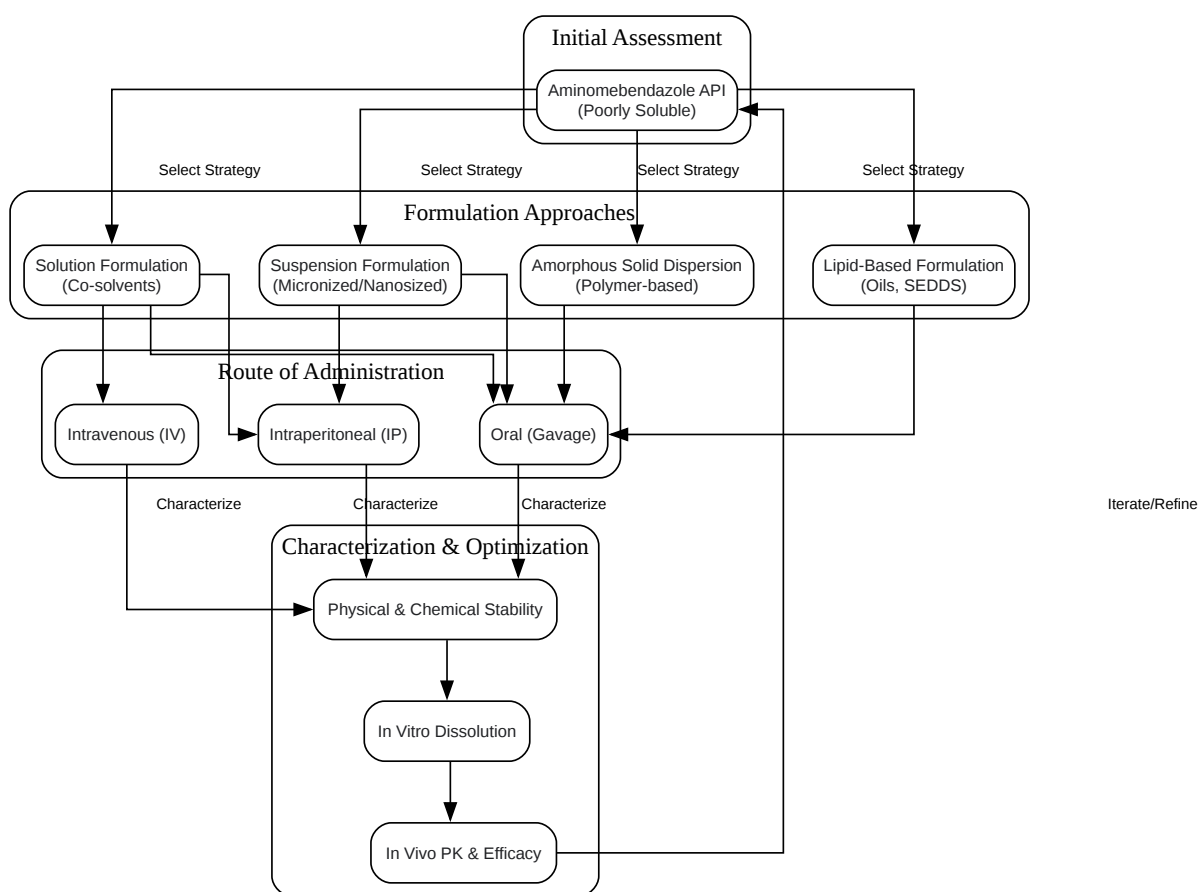 Initial Assessment
Aminomebendazole API
(Poorly Soluble)
Select Strategy
Select Strategy
Select Strategy
Select Strategy
Formulation Approaches
Solution Formulation
(Co-solvents)
Suspension Formulation
(Micronized/Nanosized)
Amorphous Solid Dispersion
(Polymer-based)
Lipid-Based Formulation
(Oils, SEDDS)
Route of Administration
Intravenous (IV)
Intraperitoneal (IP)
Oral (Gavage)
Characterize
Characterize
Characterize
Iterate/Refine
Characterization & Optimization
Physical & Chemical Stability
In Vitro Dissolution
In Vivo PK & Efficacy